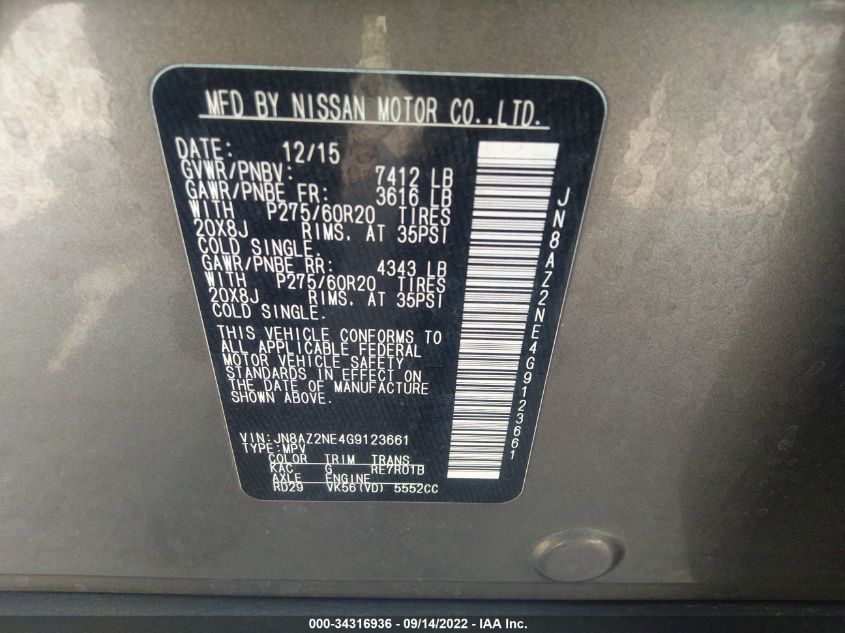 MFD BY NISSAN MOTOR CO.,LTD.
DATE: 12/15
GVWR/PNBV: 7412 LB
GAWR/PNBE FR: 3616 LB
WITH P275/60R20 TIRES
20X8J RIMS. AT 35PSI
COLD SINGLE.
GAWR/PNBE RR: 4343 LB
WITH P275/60R20 TIRES
20X8J RIMS. AT 35PSI
COLD SINGLE.
THIS VEHICLE CONFORMS TO
ALL APPLICABLE FEDERAL
MOTOR VEHICLE SAFETY
STANDARDS IN EFFECT ON
THE DATE OF MANUFACTURE
SHOWN ABOVE.
VIN:JN8AZ2NE4G9123661
TYPE:MPV
COLOR TRIM TRANS
KAC G RE7R01B
AXLE ENGINE
RD29 VK56(VD) 5552CC
JN8AZ2NE4G9123661
000-34316936 - 09/14/2022 - IAA Inc.